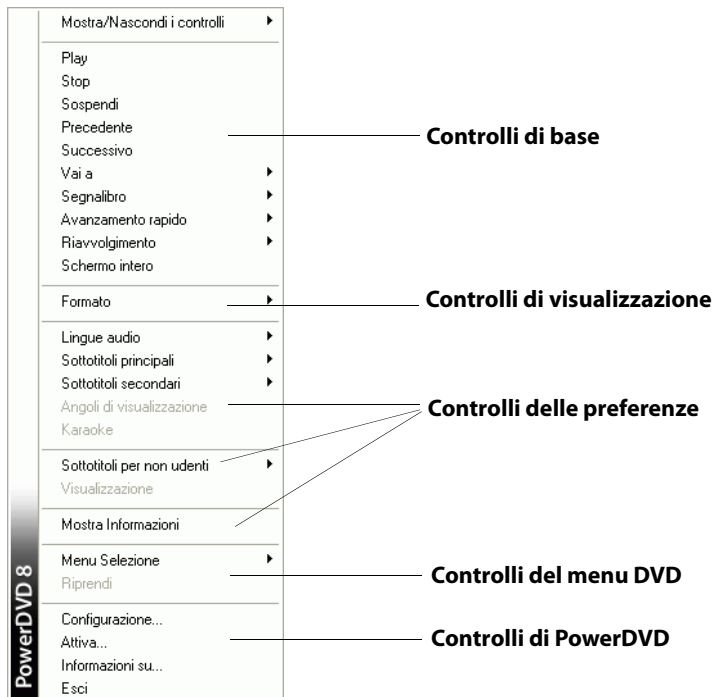 Mostra/Nascondi i controlli
Play
Stop
Sospendi
Precedente
Successivo
Vai a
Segnalibro
Avanzamento rapido
Riavvolgimento
Schermo intero
Controlli di base
Formato
Controlli di visualizzazione
Lingue audio
Sottotitoli principali
Sottotitoli secondari
Angoli di visualizzazione
Karaoke
Sottotitoli per non udenti
Visualizzazione
Mostra Informazioni
Controlli delle preferenze
Menu Selezione
Riprendi
Controlli del menu DVD
Configurazione...
Attiva...
Informazioni su...
Esci
Controlli di PowerDVD
PowerDVD 8